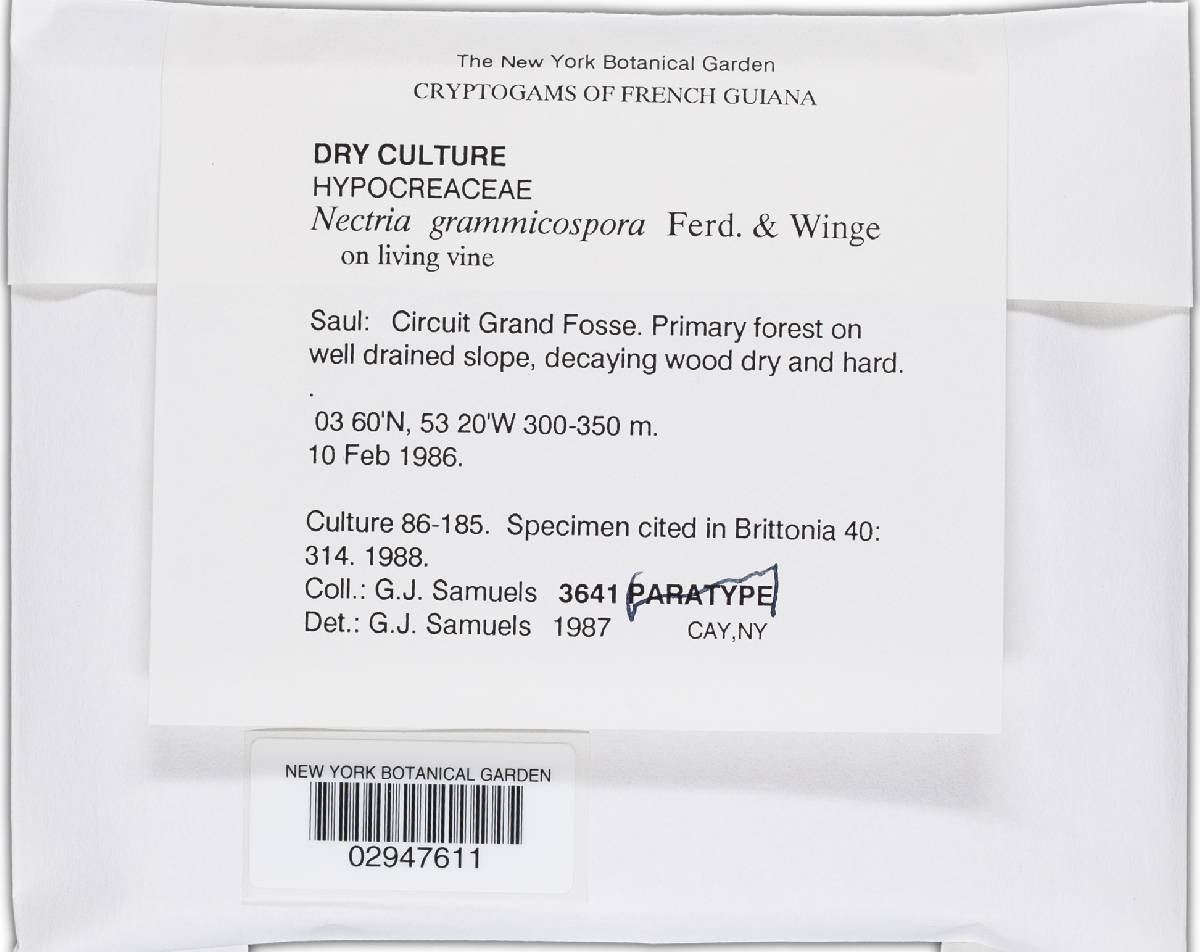 The New York Botanical Garden
CRYPTOGAMS OF FRENCH GUIANA
DRY CULTURE
HYPOCREACEAE
Nectria grammicospora Ferd. & Winge
on living vine
Saul: Circuit Grand Fosse. Primary forest on
well drained slope, decaying wood dry and hard.
.
03 60'N, 53 20'W 300-350 m.
10 Feb 1986.
Culture 86-185. Specimen cited in Brittonia 40:
314. 1988.
Coll.: G.J. Samuels 3641 PARATYPE
Det.: G.J. Samuels 1987 CAY,NY
NEW YORK BOTANICAL GARDEN
02947611